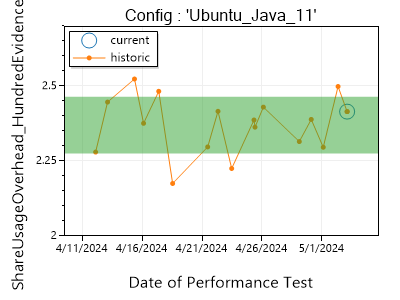 Config : 'Ubuntu_Java_11'
ShareUsageOverhead_HundredEvidence
current
historic
2.5
2.25
2
4/11/2024 4/16/2024 4/21/2024 4/26/2024 5/1/2024
Date of Performance Test